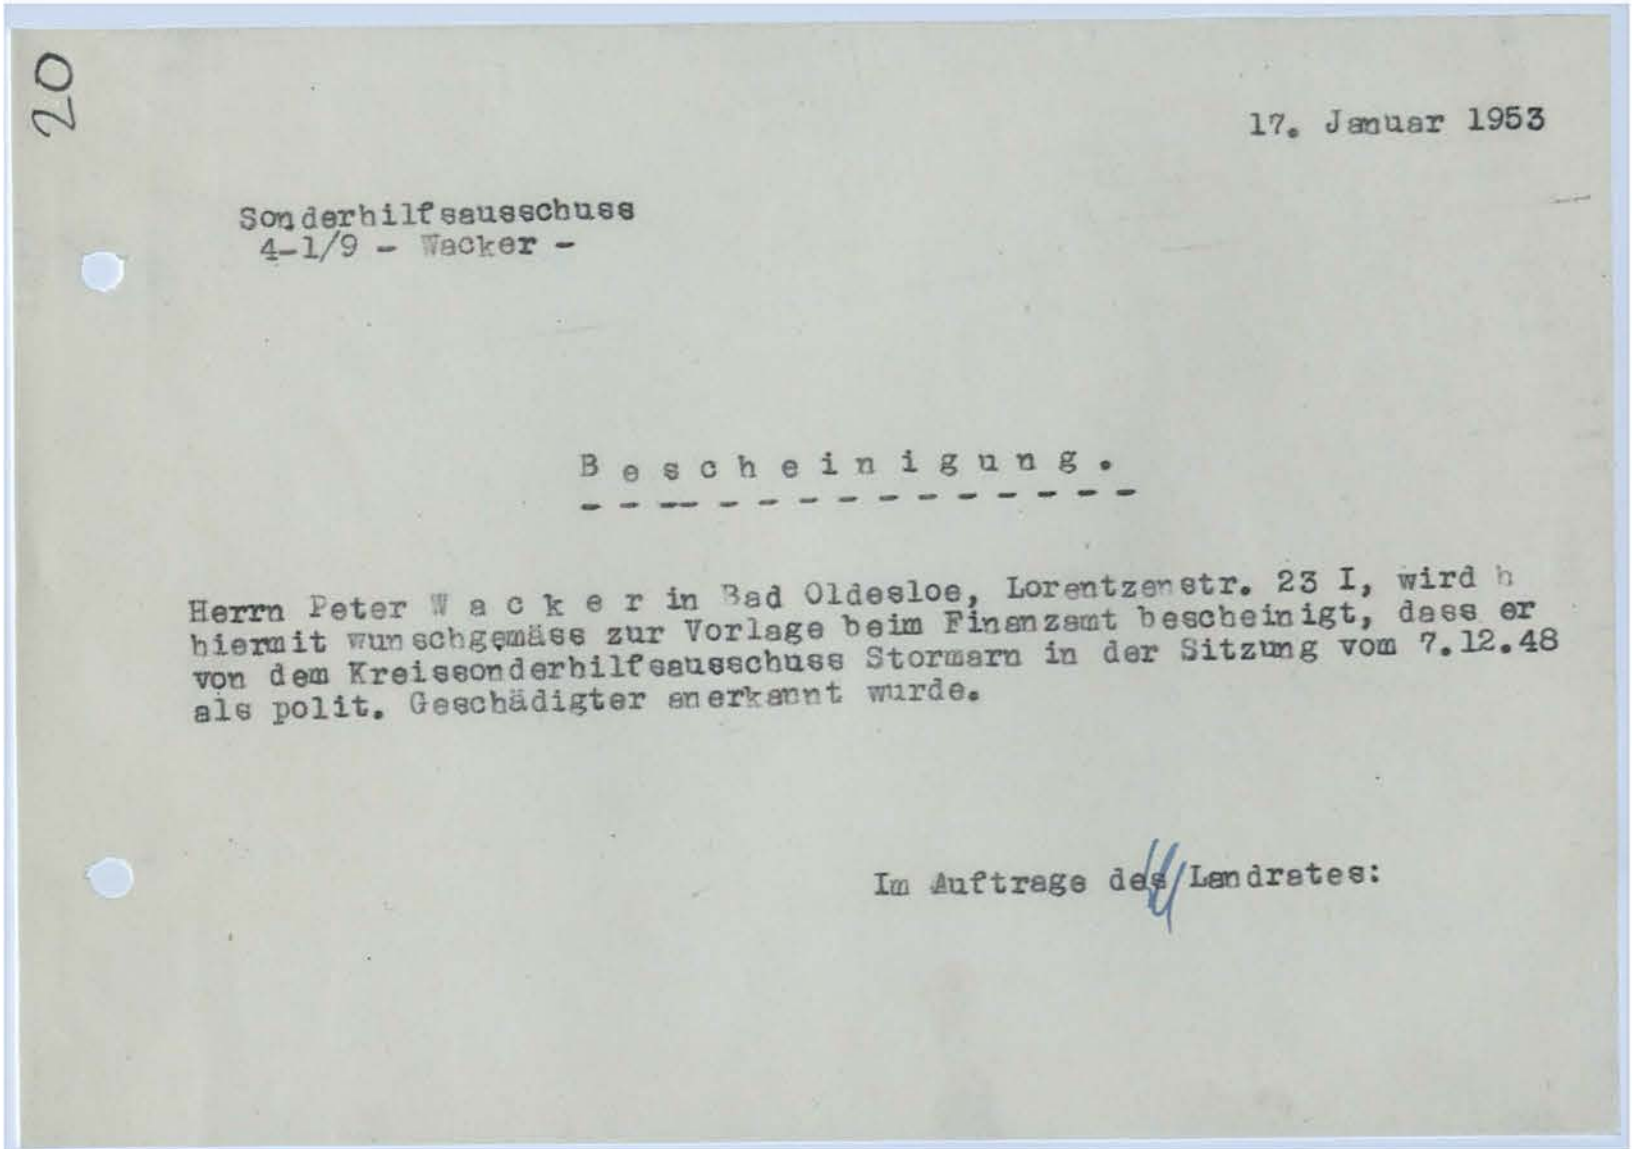 20
17. Januar 1953
Sonderhilfsausschuss
4-1/9 - Wacker -
Bescheinigung.
Herrn Peter W a c k e r in Bad Oldesloe, Lorentzenstr. 23 I, wird h
hiermit wunschgemäss zur Vorlage beim Finanzamt bescheinigt, dass er
von dem Kreissonderhilfsausschuss Stormarn in der Sitzung vom 7.12.48
als polit. Geschädigter anerkannt wurde.
Im Auftrage des Landrates: